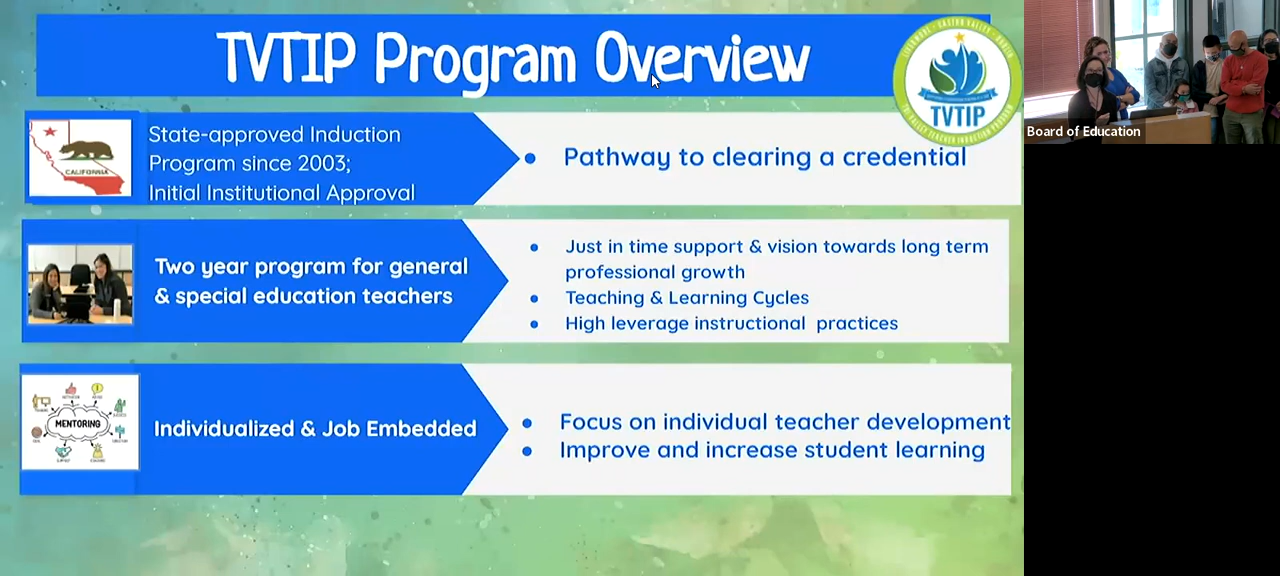 TVTIP Program Overview
TVTIP
State-approved Induction
Program since 2003;
Initial Institutional Approval
CALIFORNIA
Pathway to clearing a credential
Two year program for general
& special education teachers
Just in time support & vision towards long term
professional growth
Teaching & Learning Cycles
High leverage instructional practices
MENTORING
Individualized & Job Embedded
Focus on individual teacher development
Improve and increase student learning
Board of Education